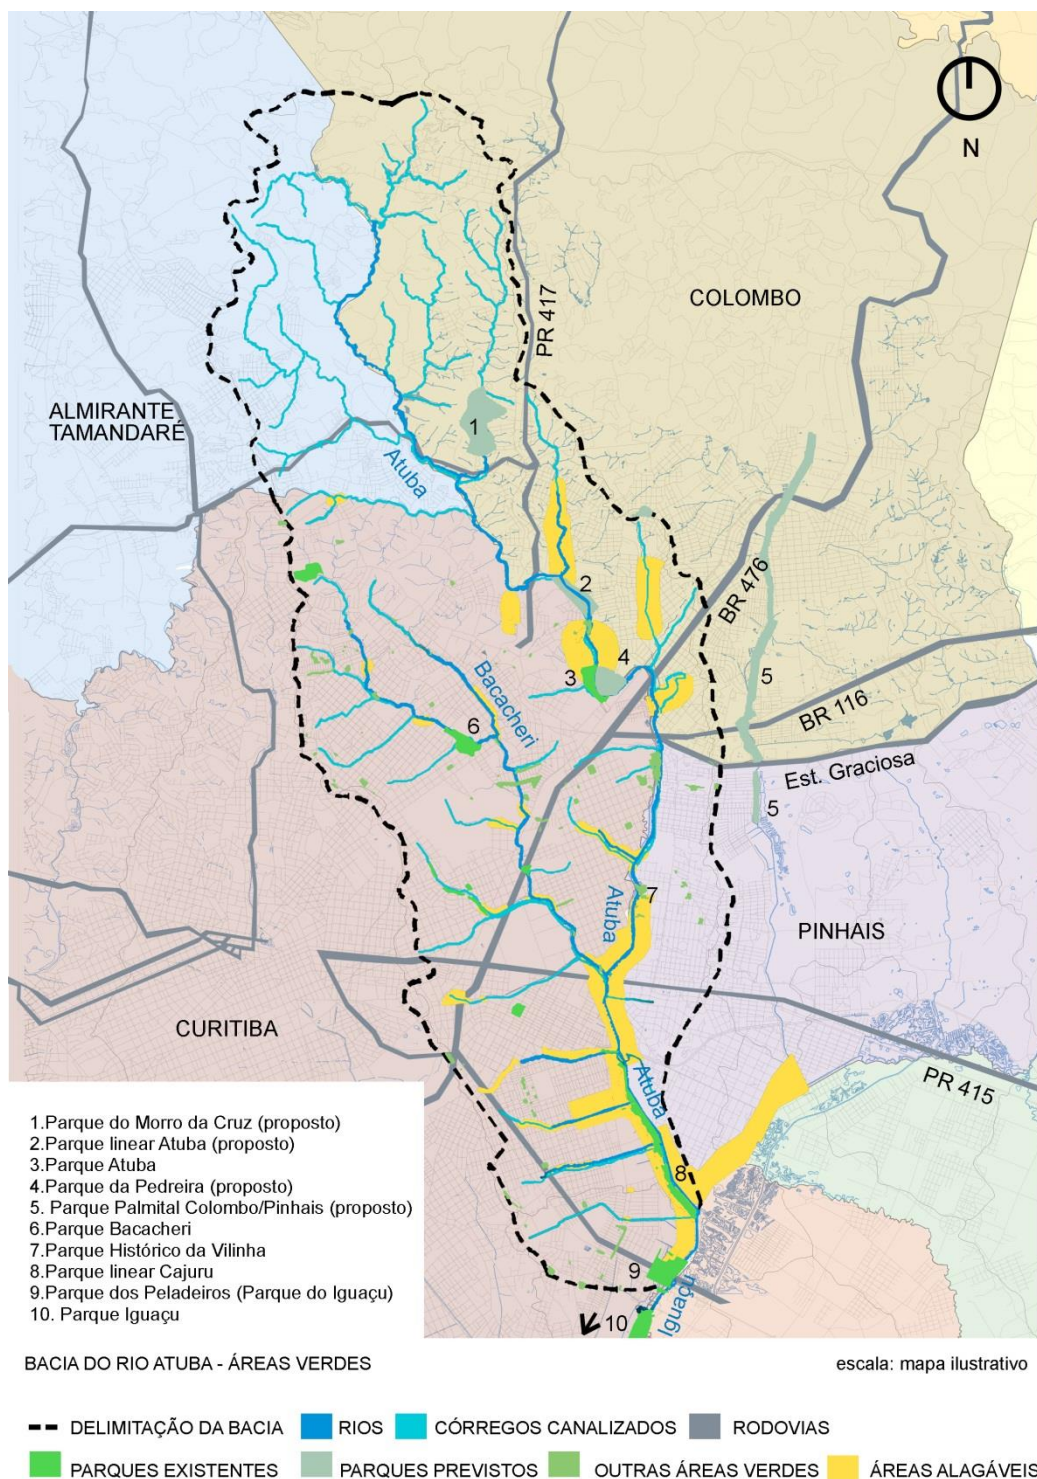 N
COLOMBO
PR 417
ALMIRANTE
TAMANDARÉ
1
Atuba
BR 476
2
3
4
5
BR 116
Bacacheri
6
Est. Graciosa
5
7
Atuba
PINHAIS
CURITIBA
PR 415
Atuba
8
9
Iguaçu
10
1.Parque do Morro da Cruz (proposto)
2.Parque linear Atuba (proposto)
3.Parque Atuba
4.Parque da Pedreira (proposto)
5. Parque Palmital Colombo/Pinhais (proposto)
6.Parque Bacacheri
7.Parque Histórico da Vilinha
8.Parque linear Cajuru
9.Parque dos Peladeiros (Parque do Iguaçu)
10. Parque Iguaçu
BACIA DO RIO ATUBA - ÁREAS VERDES
escala: mapa ilustrativo
DELIMITAÇÃO DA BACIA
RIOS
CÓRREGOS CANALIZADOS
RODOVIAS
PARQUES EXISTENTES
PARQUES PREVISTOS
OUTRAS ÁREAS VERDES
ÁREAS ALAGÁVEIS